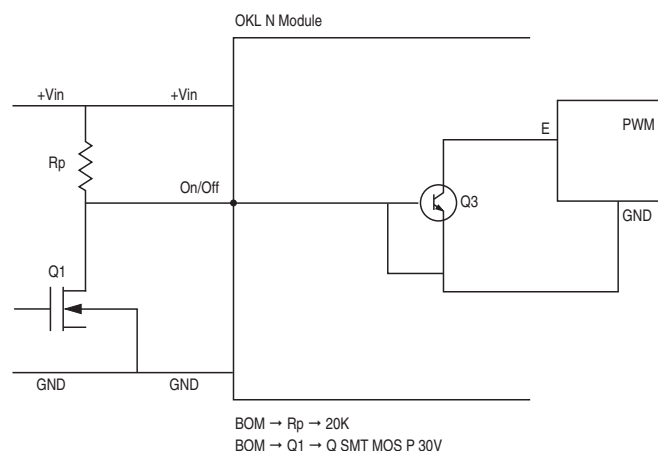 OKL N Module
+Vin +Vin
E PWM
Rp
On/Off
Q3
GND
Q1
GND GND
BOM → Rp → 20K
BOM → Q1 → Q SMT MOS P 30V